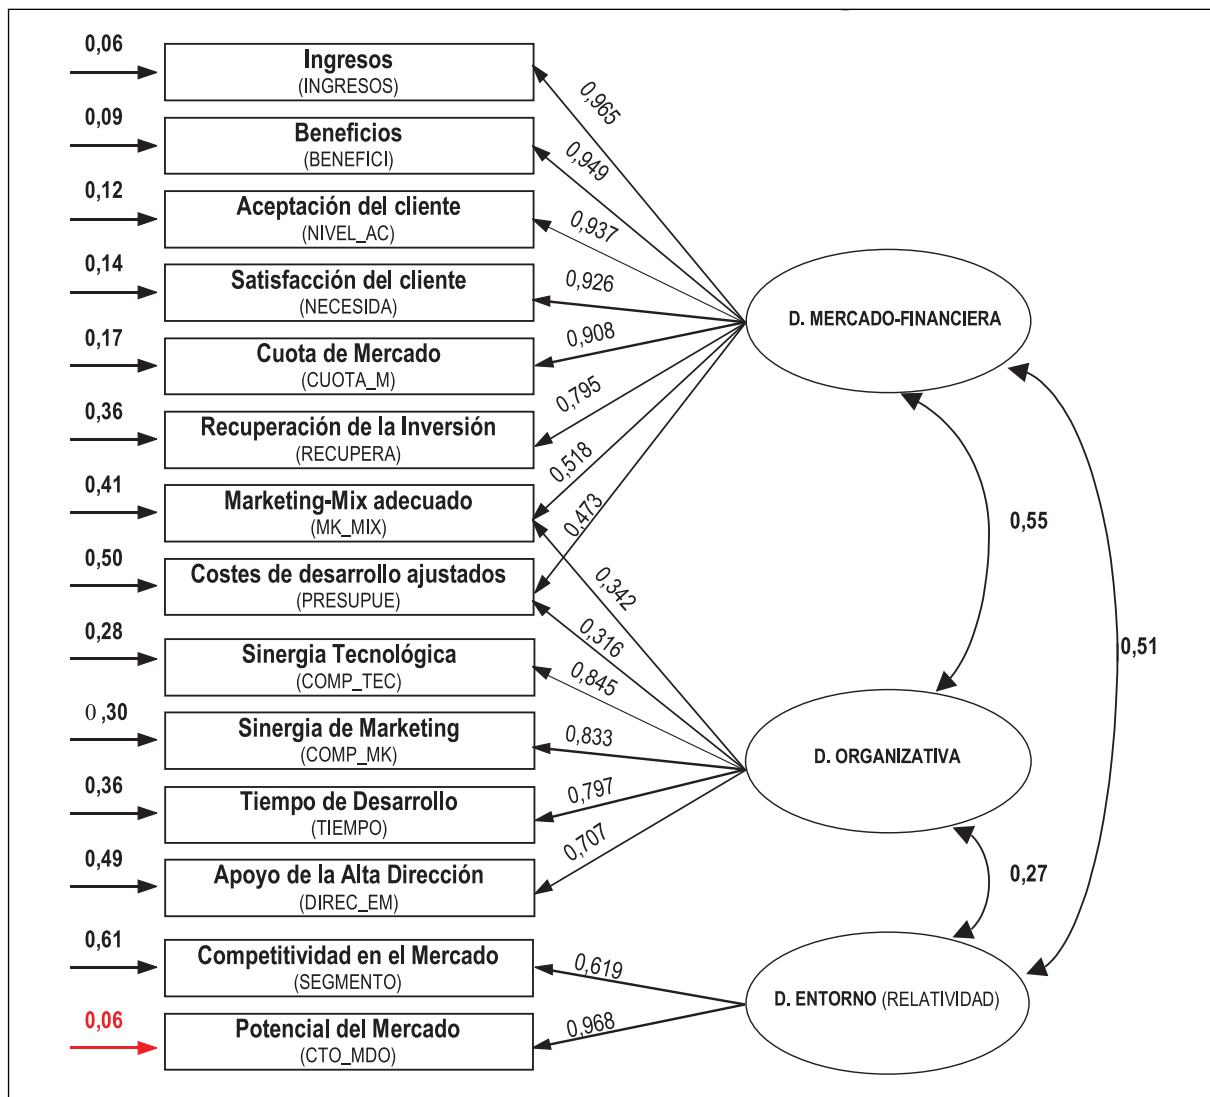 0,06
Ingresos
(INGRESOS)
0,09
Beneficios
(BENEFICI)
0,12
Aceptación del cliente
(NIVEL_AC)
0,14
Satisfacción del cliente
(NECESIDA)
0,17
Cuota de Mercado
(CUOTA_M)
0,36
Recuperación de la Inversión
(RECUPERA)
0,41
Marketing-Mix adecuado
(MK_MIX)
0,50
Costes de desarrollo ajustados
(PRESUPUE)
0,28
Sinergia Tecnológica
(COMP_TEC)
0,30
Sinergia de Marketing
(COMP_MK)
0,36
Tiempo de Desarrollo
(TIEMPO)
0,49
Apoyo de la Alta Dirección
(DIREC_EM)
0,61
Competitividad en el Mercado
(SEGMENTO)
0,06
Potencial del Mercado
(CTO_MDO)
0,965
0,949
0,937
0,926
0,908
0,795
0,518
0,473
0,342
0,316
0,845
0,833
0,797
0,707
0,619
0,968
D. MERCADO-FINANCIERA
D. ORGANIZATIVA
D. ENTORNO (RELATIVIDAD)
0,55
0,51
0,27